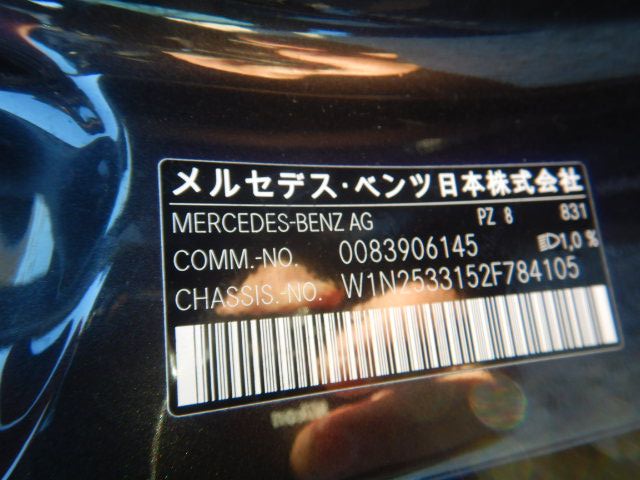 メルセデス・ベンツ日本株式会社
MERCEDES-BENZ AG PZ 8 831
COMM.-NO. 0083906145 1,0 %
CHASSIS.-NO. W1N2533152F784105